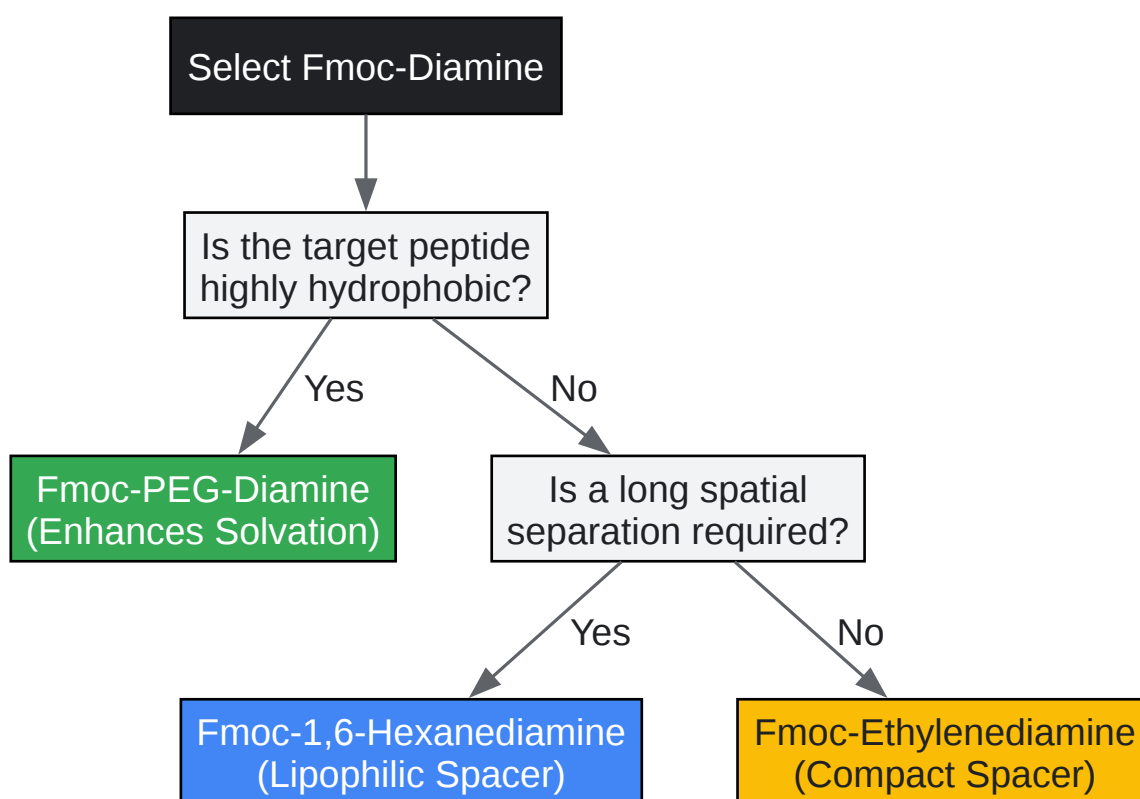 Select Fmoc-Diamine
Is the target peptide
highly hydrophobic?
Yes
No
Fmoc-PEG-Diamine
(Enhances Solvation)
Is a long spatial
separation required?
Yes
No
Fmoc-1,6-Hexanediamine
(Lipophilic Spacer)
Fmoc-Ethylenediamine
(Compact Spacer)